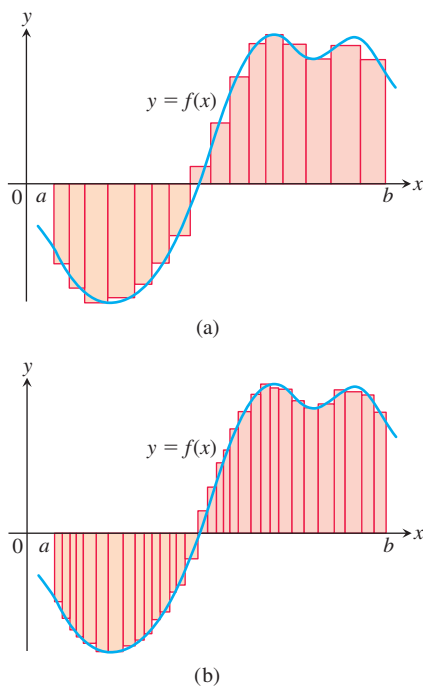 y
y = f(x)
0 a b x
(a)
y
y = f(x)
0 a b x
(b)